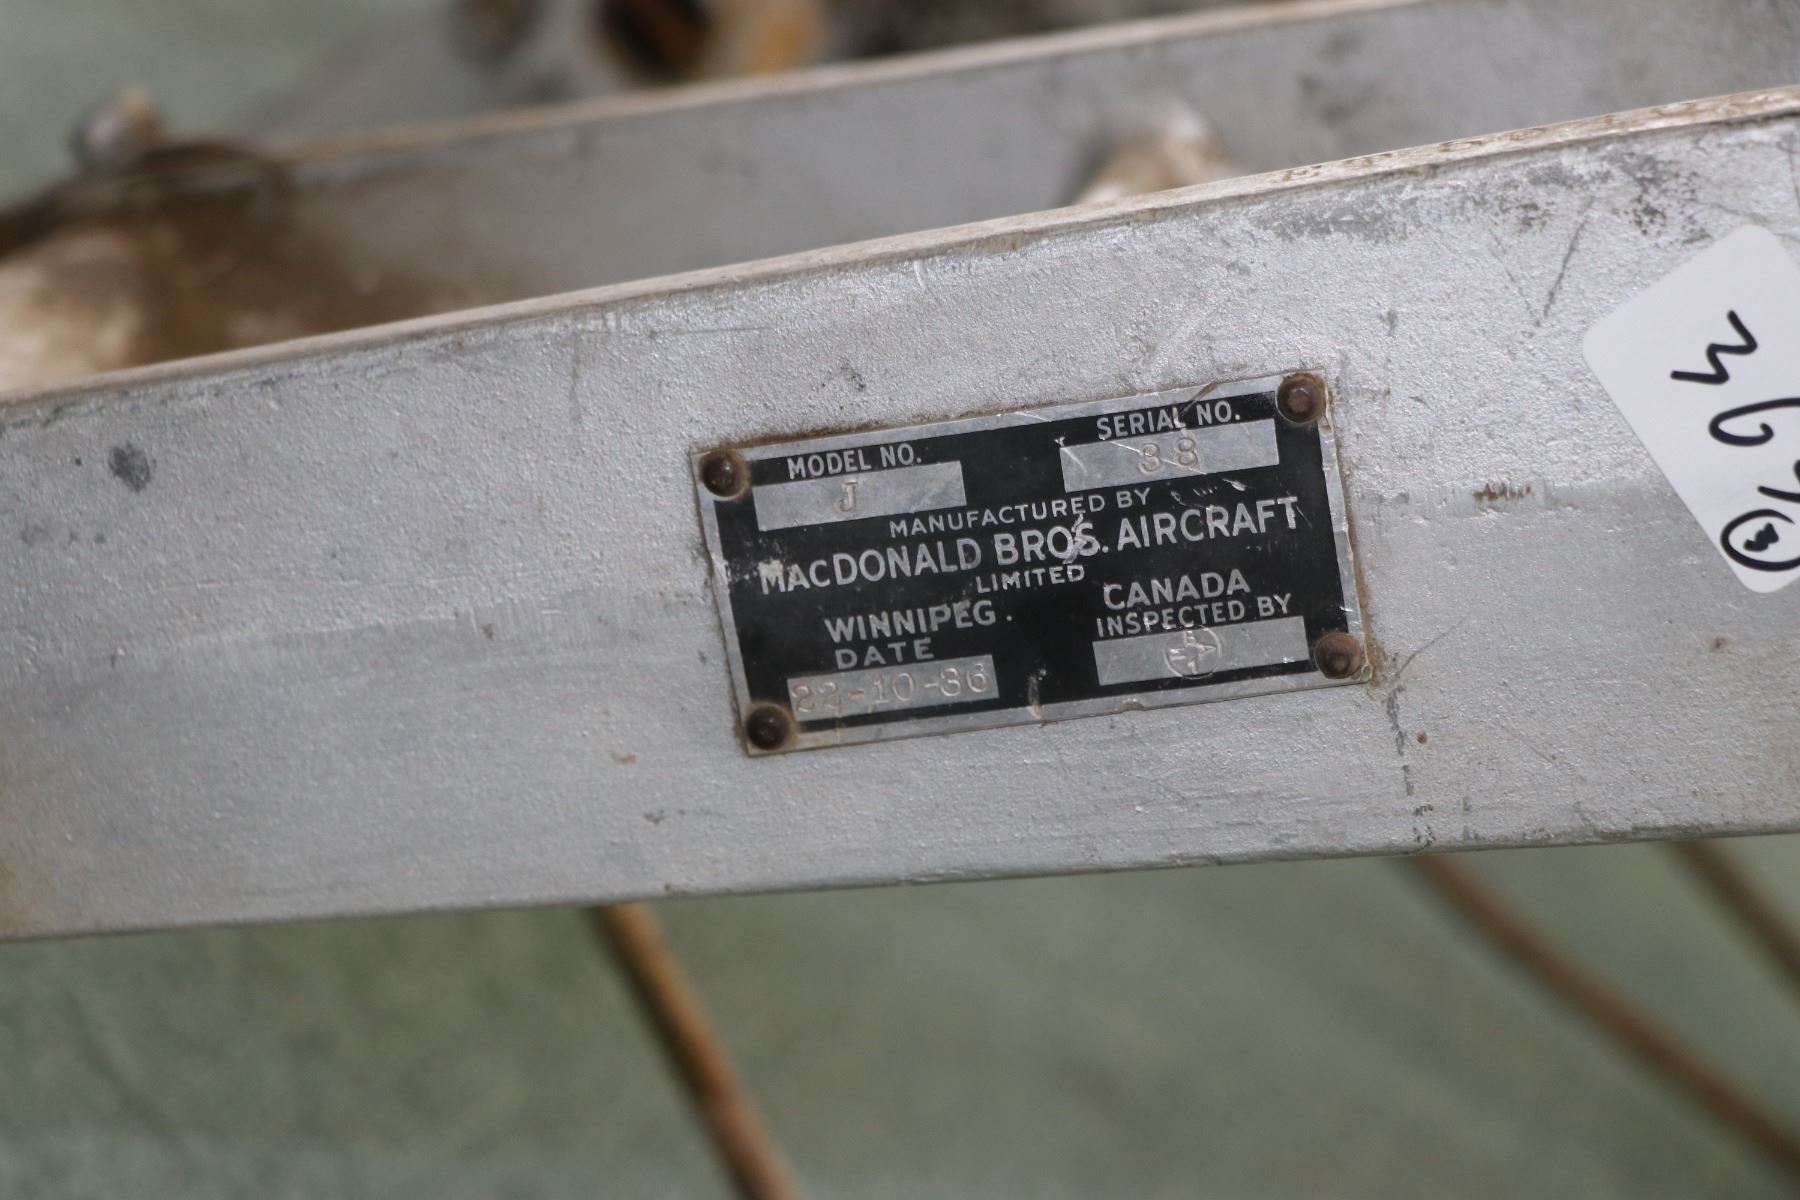 MODEL NO. SERIAL NO.
J 38
MANUFACTURED BY
MACDONALD BROS. AIRCRAFT
LIMITED
WINNIPEG. CANADA
DATE INSPECTED BY
22-10-36